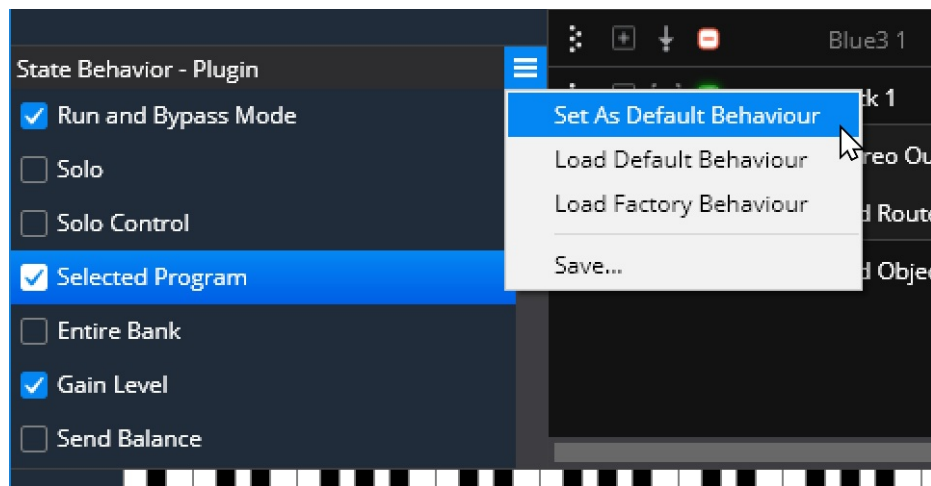 Blue3 1
State Behavior - Plugin
Run and Bypass Mode
Solo
Solo Control
Selected Program
Entire Bank
Gain Level
Send Balance
Set As Default Behaviour
Load Default Behaviour
Load Factory Behaviour
Save...
1